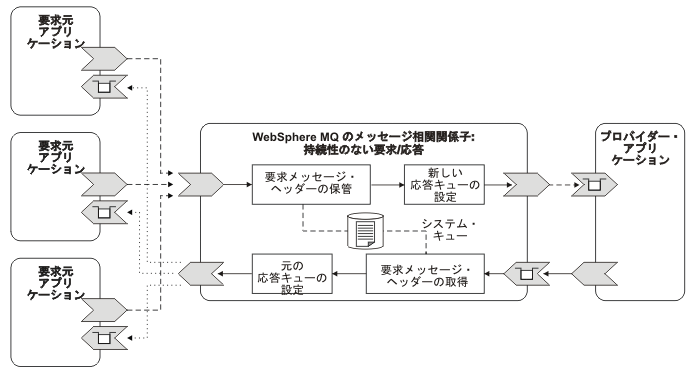 要求元
アプリ
ケーション
WebSphere MQ のメッセージ相関関係子:
持続性のない要求/応答
プロバイダー・
アプリ
ケーション
要求元
アプリ
ケーション
要求メッセージ・
ヘッダーの保管
新しい
応答キューの
設定
システム・
キュー
要求元
アプリ
ケーション
元の
応答キューの
設定
要求メッセージ・
ヘッダーの取得